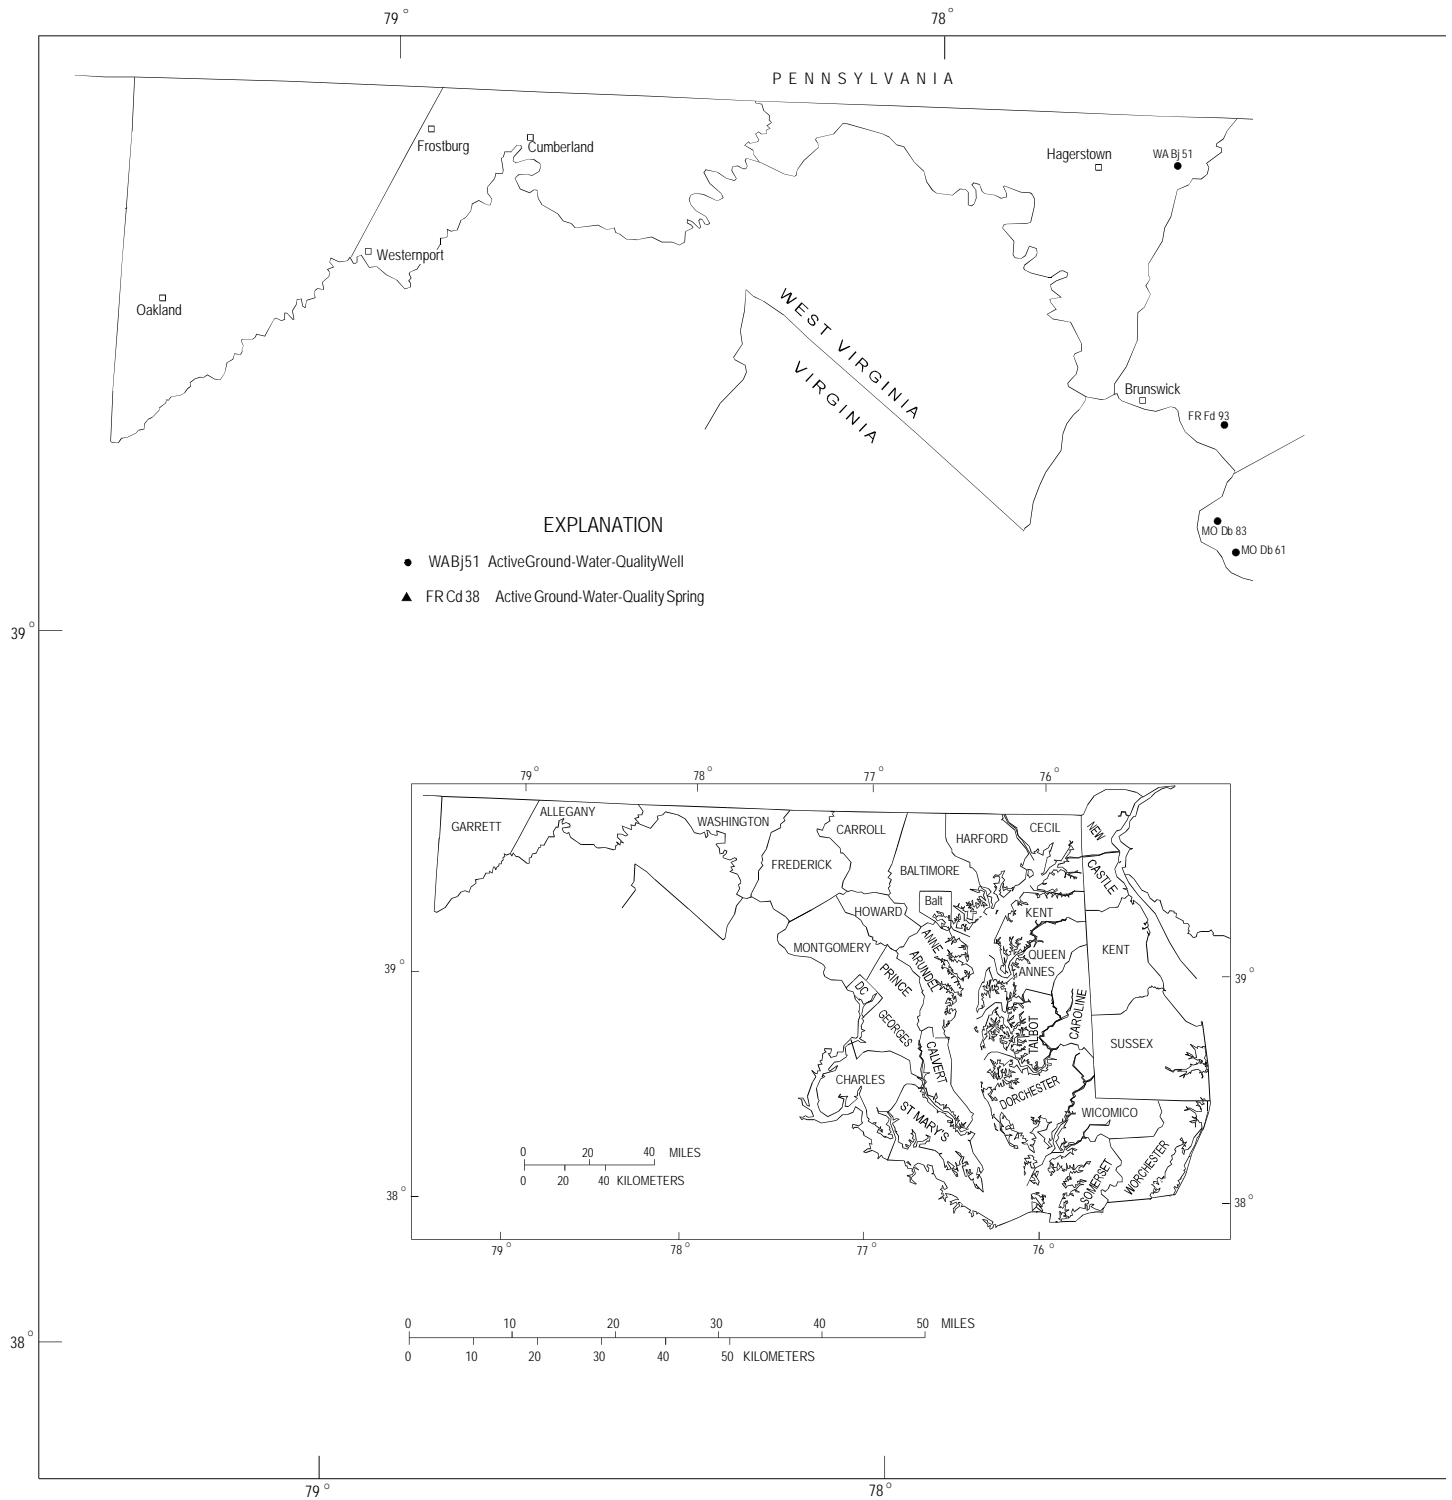 79° 78°
PENNSYLVANIA
Frostburg
Cumberland
Hagerstown
WA Bj 51
Westernport
Oakland
WEST VIRGINIA
VIRGINIA
Brunswick
FR Fd 93
MO Db 83
MO Db 61
EXPLANATION
WABj51 ActiveGround-Water-QualityWell
FR Cd 38 Active Ground-Water-Quality Spring
39°
79° 78° 77° 76°
GARRETT
ALLEGANY
WASHINGTON
FREDERICK
CARROLL
BALTIMORE
HARFORD
CECIL
NEW
CASTLE
Balt
HOWARD
KENT
MONTGOMERY
ANNE
ARUNDEL
QUEEN
ANNES
KENT
39°
39°
DC
PRINCE
GEORGES
TALBOT
CAROLINE
SUSSEX
CALVERT
CHARLES
DORCHESTER
ST MARY'S
WICOMICO
SOMERSET
WORCHESTER
0 20 40 MILES
0 20 40 KILOMETERS
38°
38°
79° 78° 77° 76°
0 10 20 30 40 50 MILES
0 10 20 30 40 50 KILOMETERS
38°
79° 78°